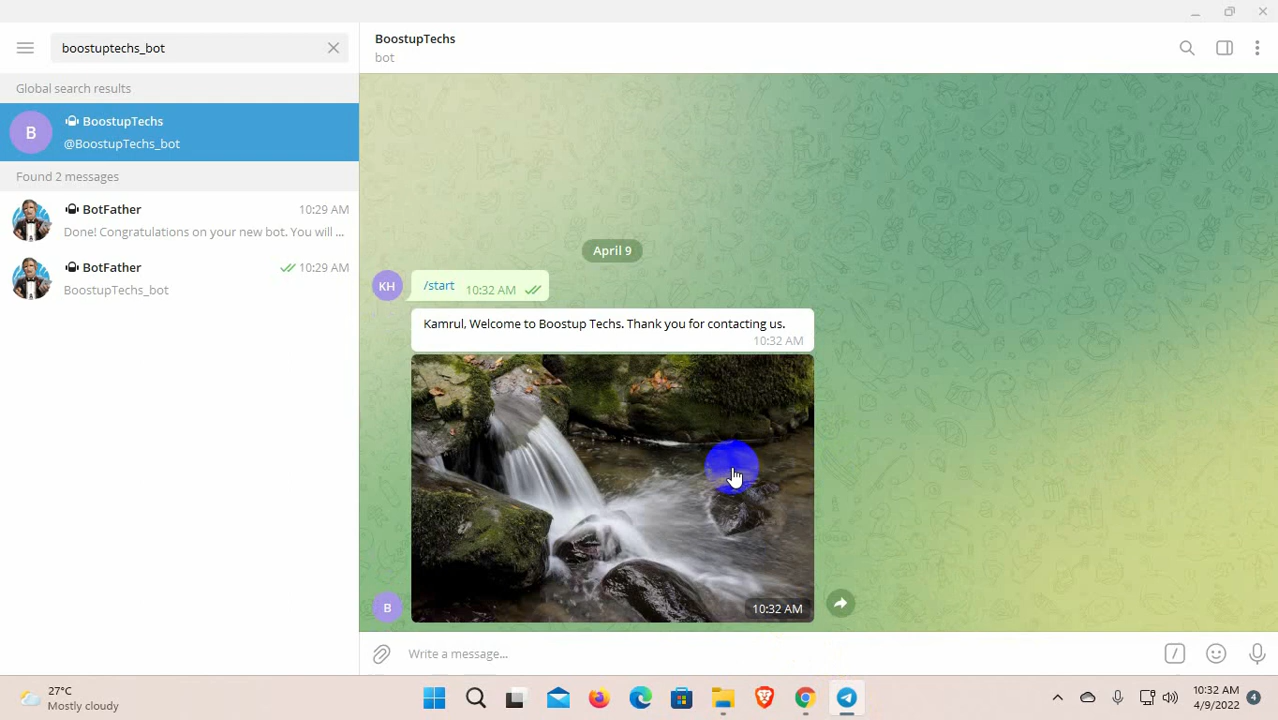 boostuptechs_bot
Global search results
B
BoostupTechs
@BoostupTechs_bot
Found 2 messages
BotFather
10:29 AM
Done! Congratulations on your new bot. You will ...
BotFather
10:29 AM
BoostupTechs_bot
BoostupTechs
bot
April 9
KH
/start
10:32 AM
Kamrul, Welcome to Boostup Techs. Thank you for contacting us.
10:32 AM
10:32 AM
B
Write a message...
/
27°C
Mostly cloudy
10:32 AM
4/9/2022
4